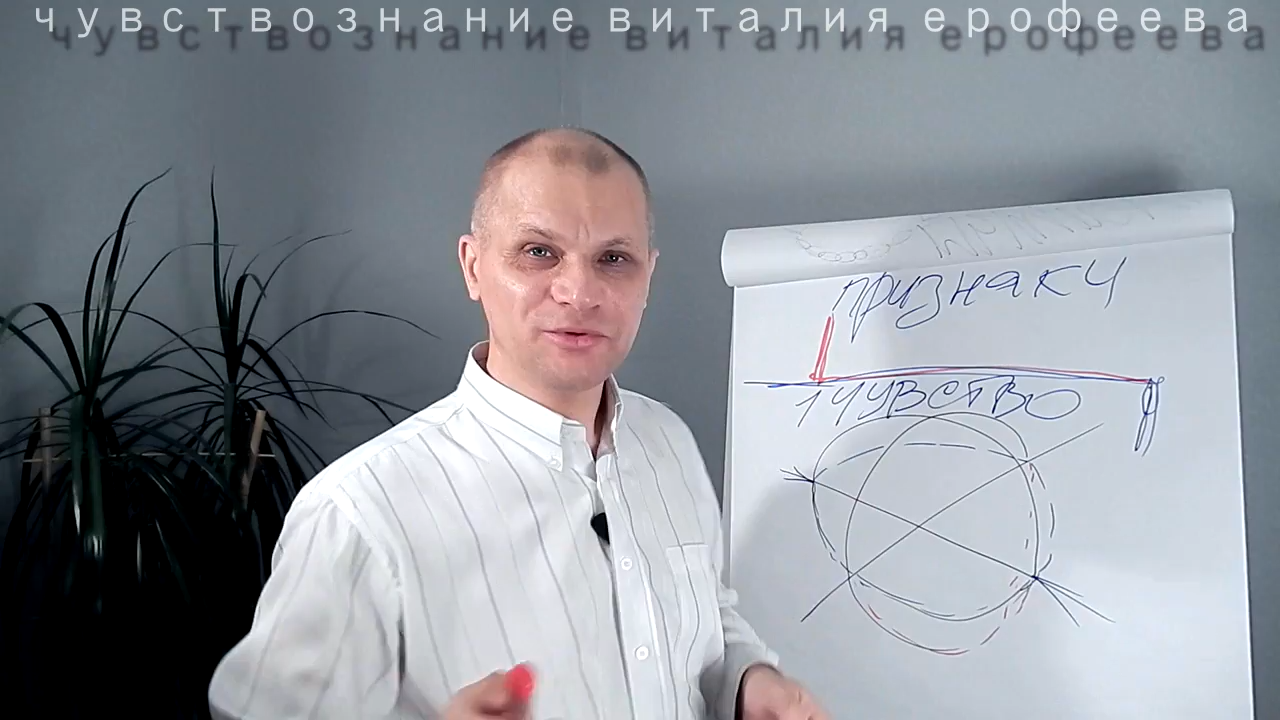 чувствознание виталия ерофеева
признаки
1 чувство